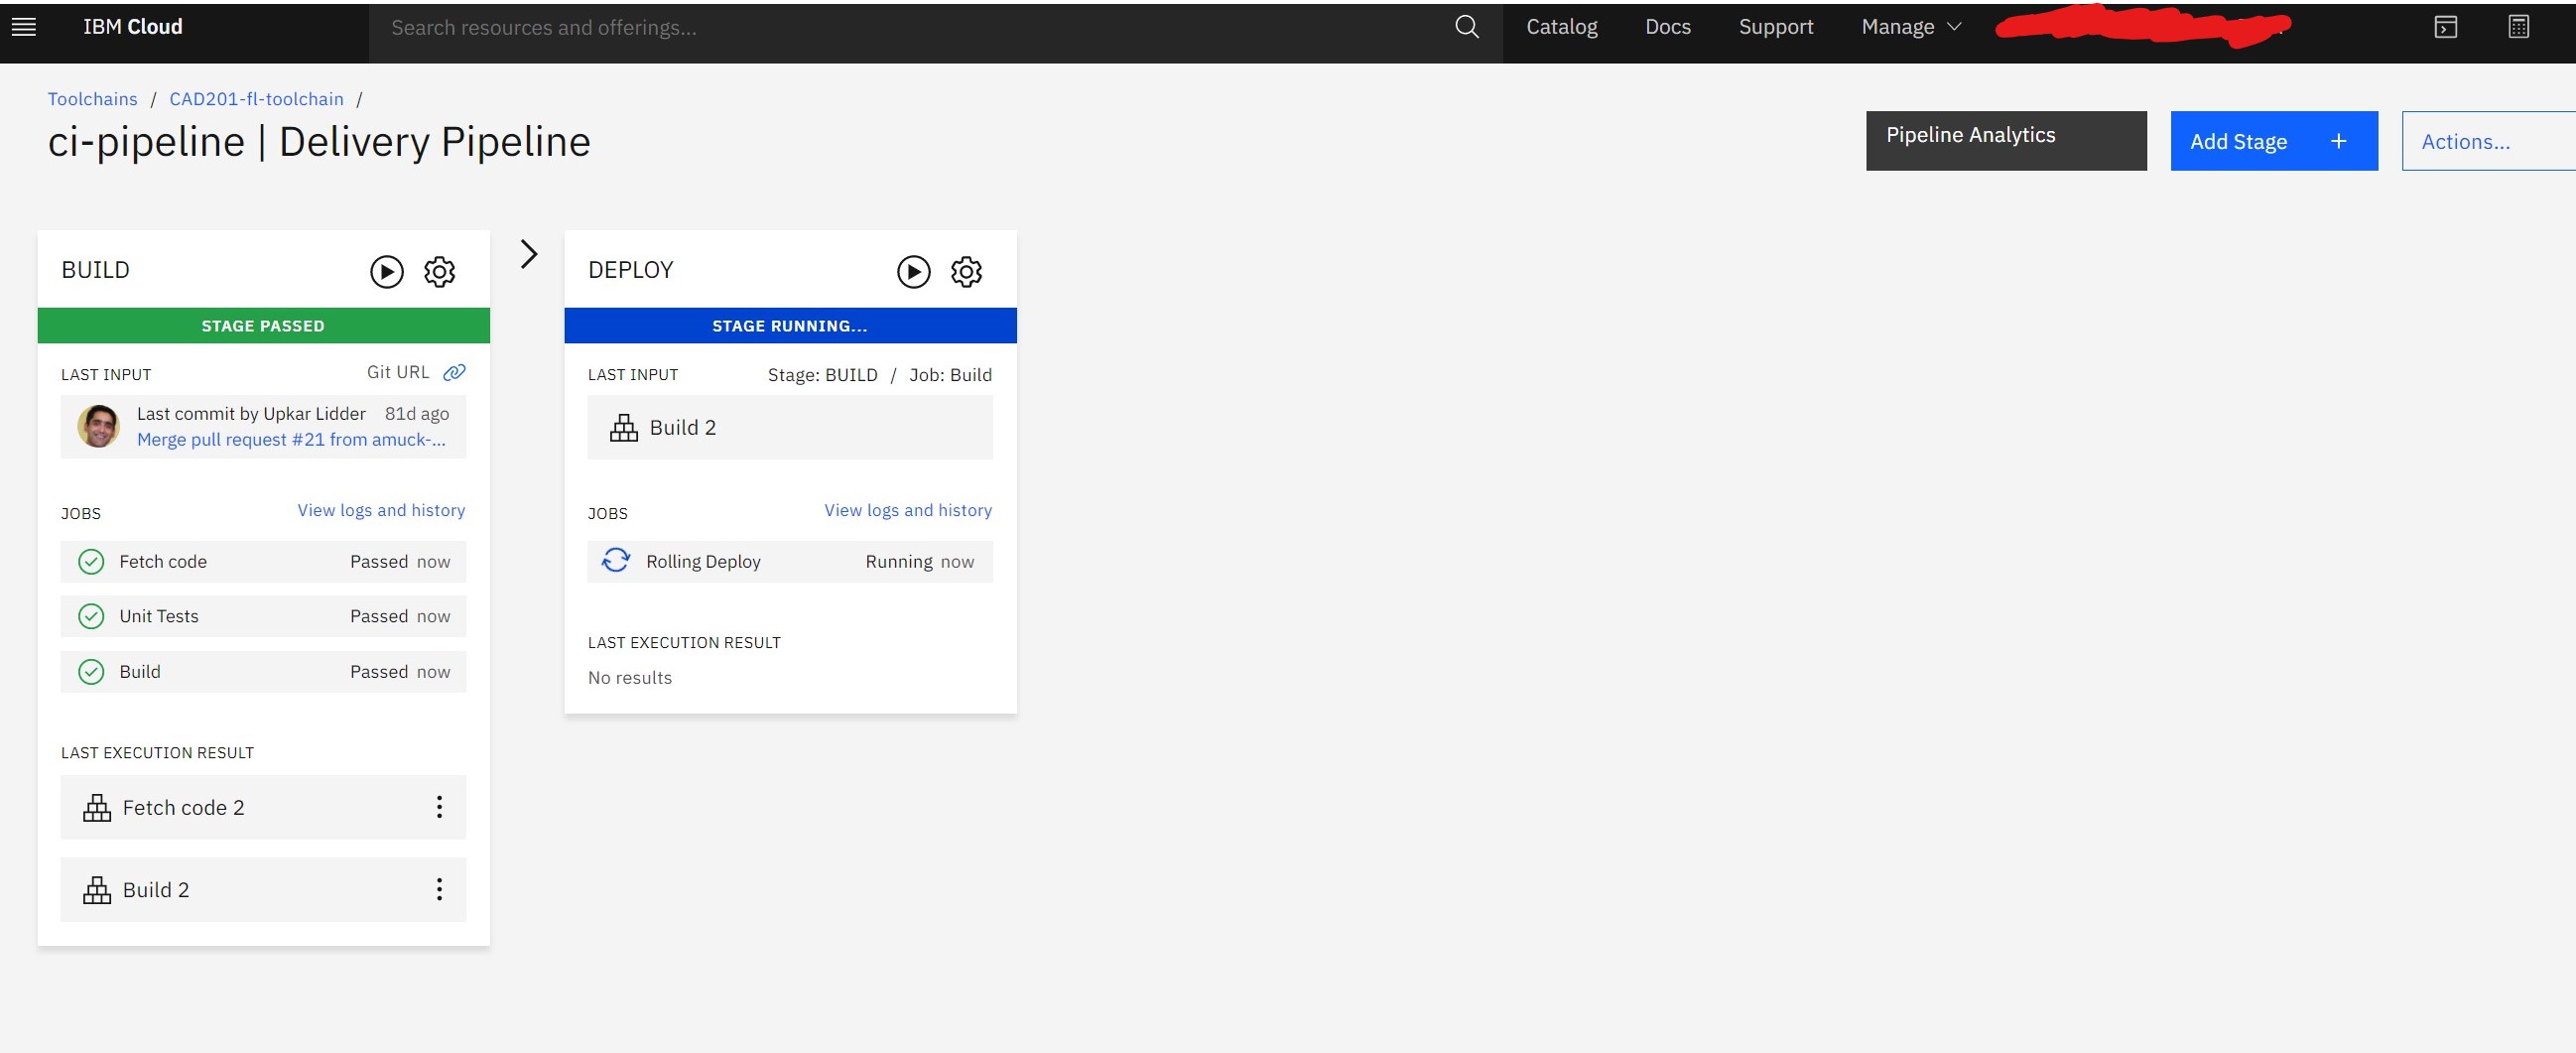 IBM Cloud
Search resources and offerings...
Catalog
Docs
Support
Manage
Toolchains / CAD201-fl-toolchain /
ci-pipeline | Delivery Pipeline
Pipeline Analytics
Add Stage +
Actions...
BUILD
STAGE PASSED
LAST INPUT Git URL
Last commit by Upkar Lidder 81d ago
Merge pull request #21 from amuck-...
JOBS View logs and history
Fetch code Passed now
Unit Tests Passed now
Build Passed now
LAST EXECUTION RESULT
Fetch code 2
Build 2
DEPLOY
STAGE RUNNING...
LAST INPUT Stage: BUILD / Job: Build
Build 2
JOBS View logs and history
Rolling Deploy Running now
LAST EXECUTION RESULT
No results